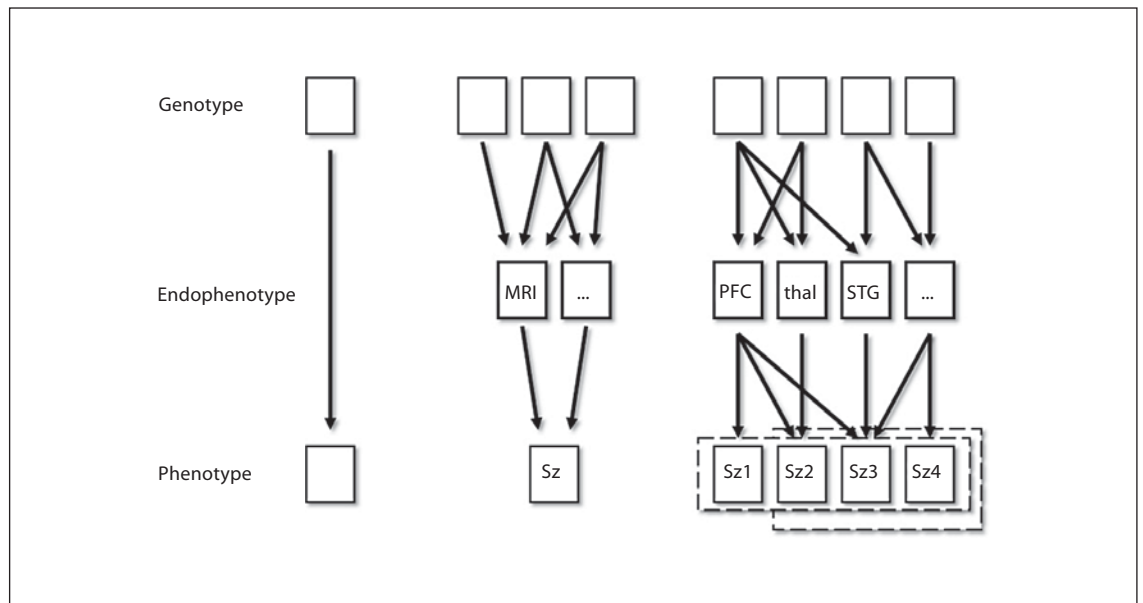 Genotype
Endophenotype MRI ... PFC thal STG ...
Phenotype Sz Sz1 Sz2 Sz3 Sz4